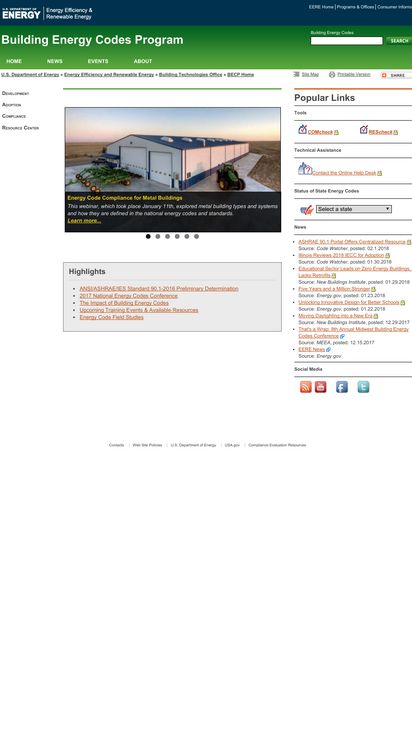 U.S. DEPARTMENT OF
ENERGY
Energy Efficiency &
Renewable Energy
EERE Home | Programs & Offices | Consumer Informa
Building Energy Codes Program
Building Energy Codes
SEARCH
HOME NEWS EVENTS ABOUT
U.S. Department of Energy » Energy Efficiency and Renewable Energy » Building Technologies Office » BECP Home
Site Map Printable Version SHARE
DEVELOPMENT
ADOPTION
COMPLIANCE
RESOURCE CENTER
Energy Code Compliance for Metal Buildings
This webinar, which took place January 11th, explored metal building types and systems
and how they are defined in the national energy codes and standards.
Learn more...
Highlights
• ANSI/ASHRAE/IES Standard 90.1-2016 Preliminary Determination
• 2017 National Energy Codes Conference
• The Impact of Building Energy Codes
• Upcoming Training Events & Available Resources
• Energy Code Field Studies
Popular Links
Tools
COMcheck REScheck
Technical Assistance
Contact the Online Help Desk
Status of State Energy Codes
Select a state
News
• ASHRAE 90.1 Portal Offers Centralized Resource
Source: Code Watcher, posted: 02.1.2018
• Illinois Reviews 2018 IECC for Adoption
Source: Code Watcher, posted: 01.30.2018
• Educational Sector Leads on Zero Energy Buildings,
Lacks Retrofits
Source: New Buildings Institute, posted: 01.29.2018
• Five Years and a Million Stronger
Source: Energy.gov, posted: 01.23.2018
• Unlocking Innovative Design for Better Schools
Source: Energy.gov, posted: 01.22.2018
• Moving Daylighting into a New Era
Source: New Buildings Institute, posted: 12.29.2017
• That's a Wrap: 8th Annual Midwest Building Energy
Codes Conference
Source: MEEA, posted: 12.15.2017
• EERE News
Source: Energy.gov
Social Media
Contacts | Web Site Policies | U.S. Department of Energy | USA.gov | Compliance Evaluation Resources